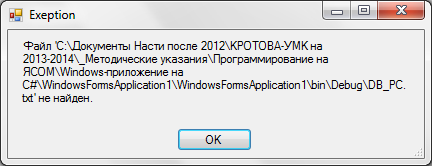 Exeption
Файл 'C:\Документы Насти после 2012\КРОТОВА-УМК на
2013-2014\_Методические указания\Программирование на
ЯСОМ\Windows-приложение на
C#\WindowsFormsApplication1\WindowsFormsApplication1\bin\Debug\DB_PC.
txt' не найден.
OK